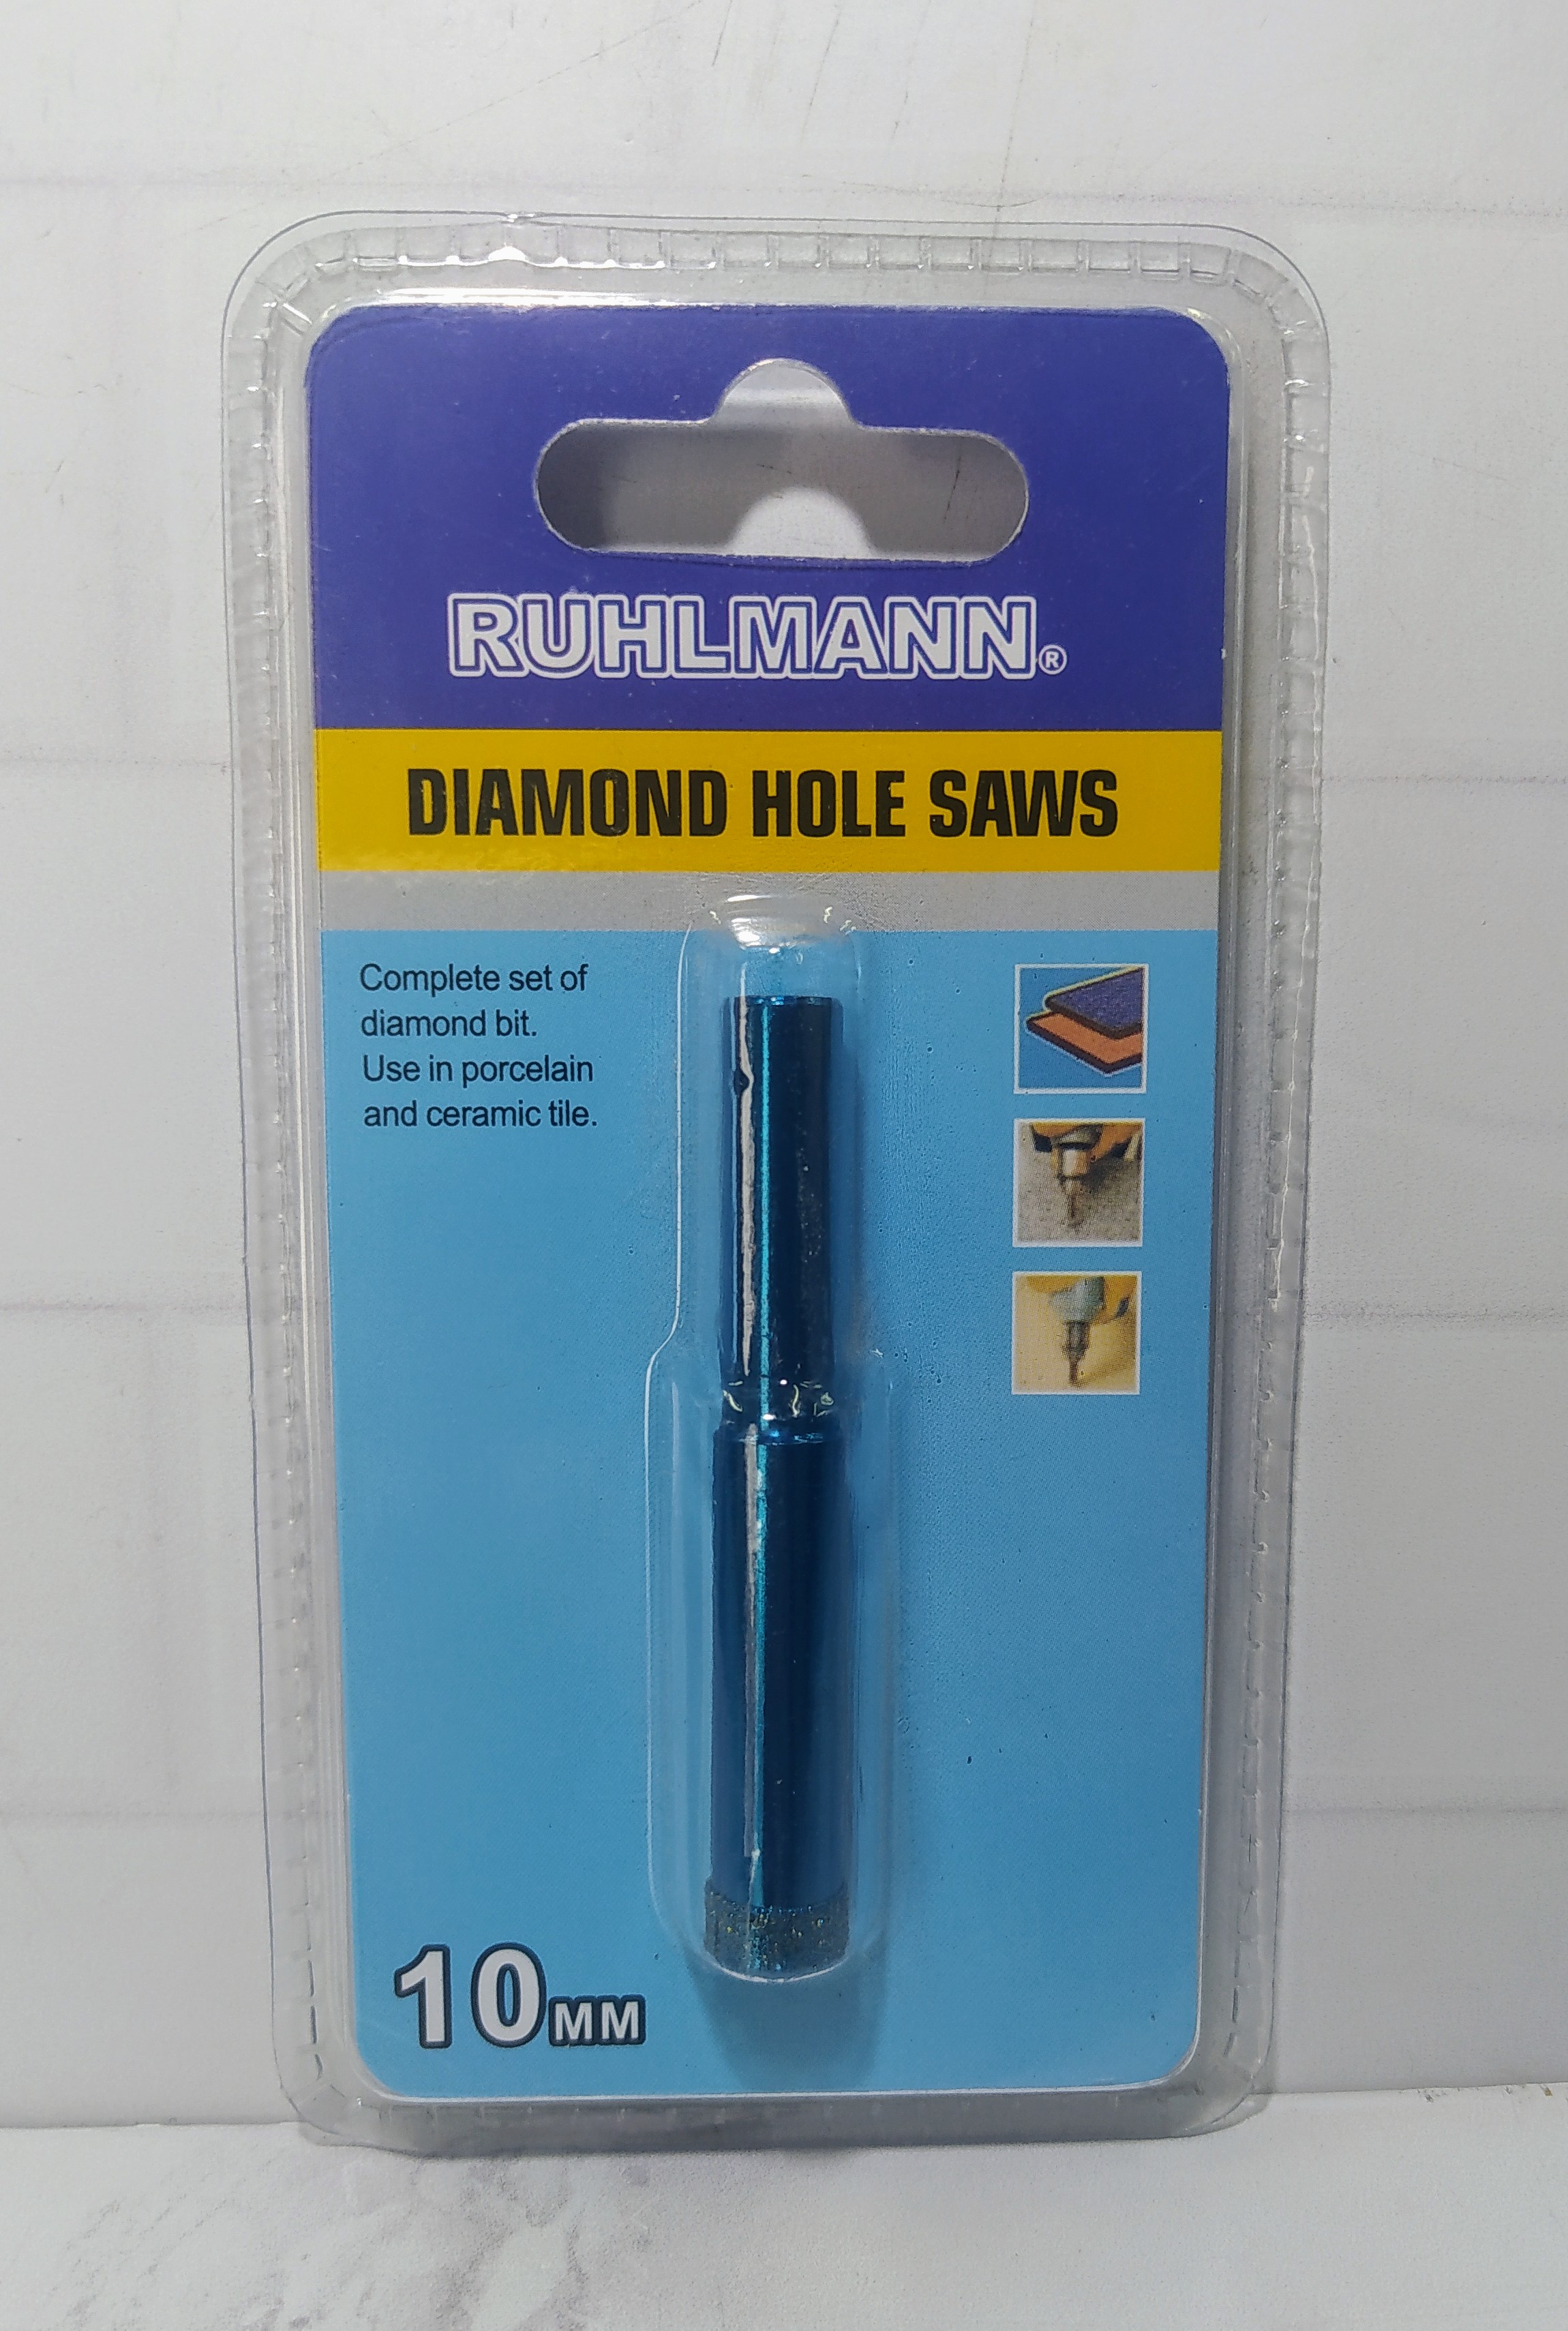 RUHLMANN®
DIAMOND HOLE SAWS
Complete set of
diamond bit.
Use in porcelain
and ceramic tile.
10MM